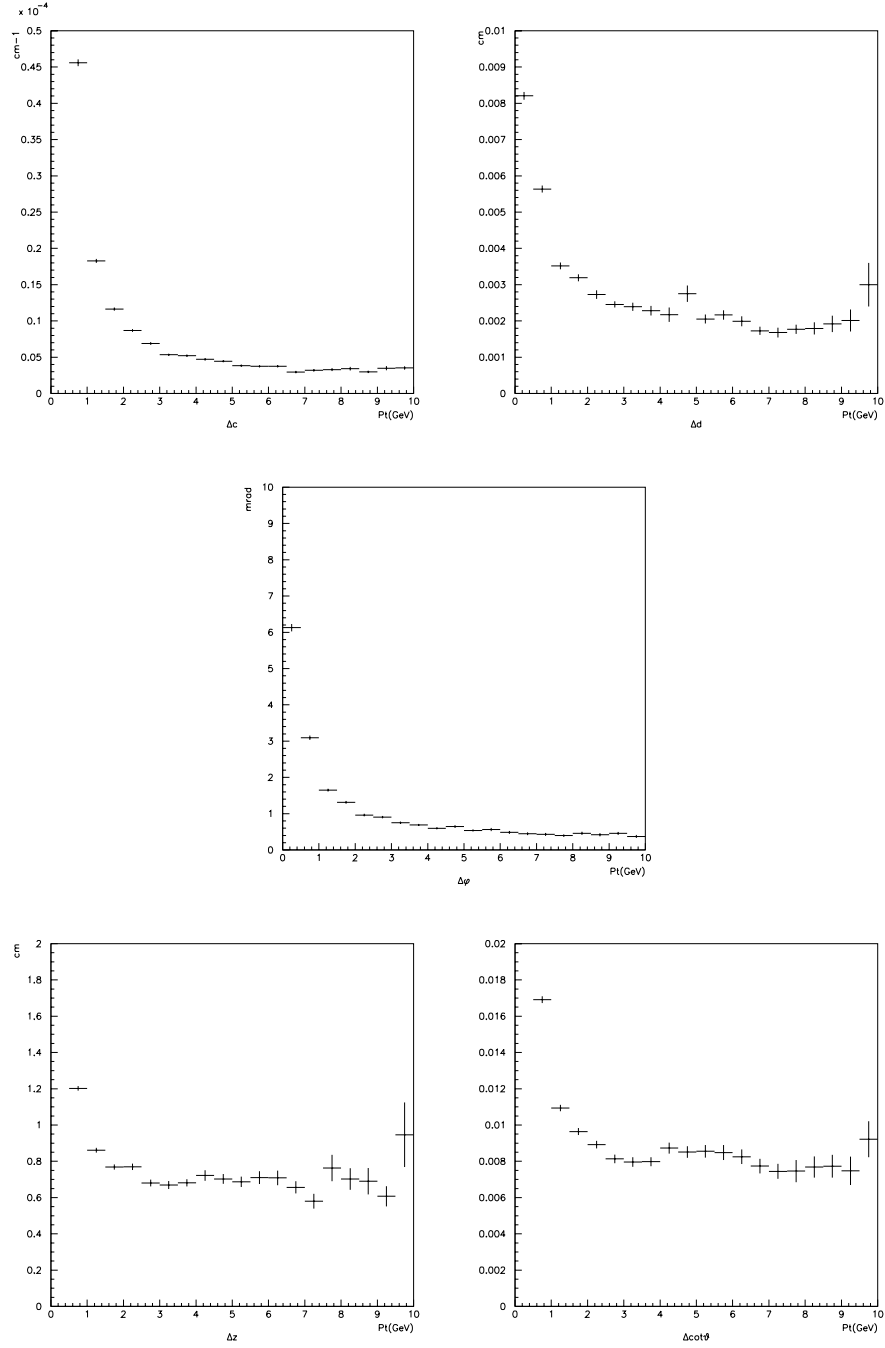 × 10 -4
cm-1
0.5
0.45
0.4
0.35
0.3
0.25
0.2
0.15
0.1
0.05
0
0 1 2 3 4 5 6 7 8 9 10
Pt(GeV)
Δc
cm
0.01
0.009
0.008
0.007
0.006
0.005
0.004
0.003
0.002
0.001
0
0 1 2 3 4 5 6 7 8 9 10
Pt(GeV)
Δd
mrad
10
9
8
7
6
5
4
3
2
1
0
0 1 2 3 4 5 6 7 8 9 10
Pt(GeV)
Δφ
cm
2
1.8
1.6
1.4
1.2
1
0.8
0.6
0.4
0.2
0
0 1 2 3 4 5 6 7 8 9 10
Pt(GeV)
Δz
0.02
0.018
0.016
0.014
0.012
0.01
0.008
0.006
0.004
0.002
0
0 1 2 3 4 5 6 7 8 9 10
Pt(GeV)
Δcotϑ